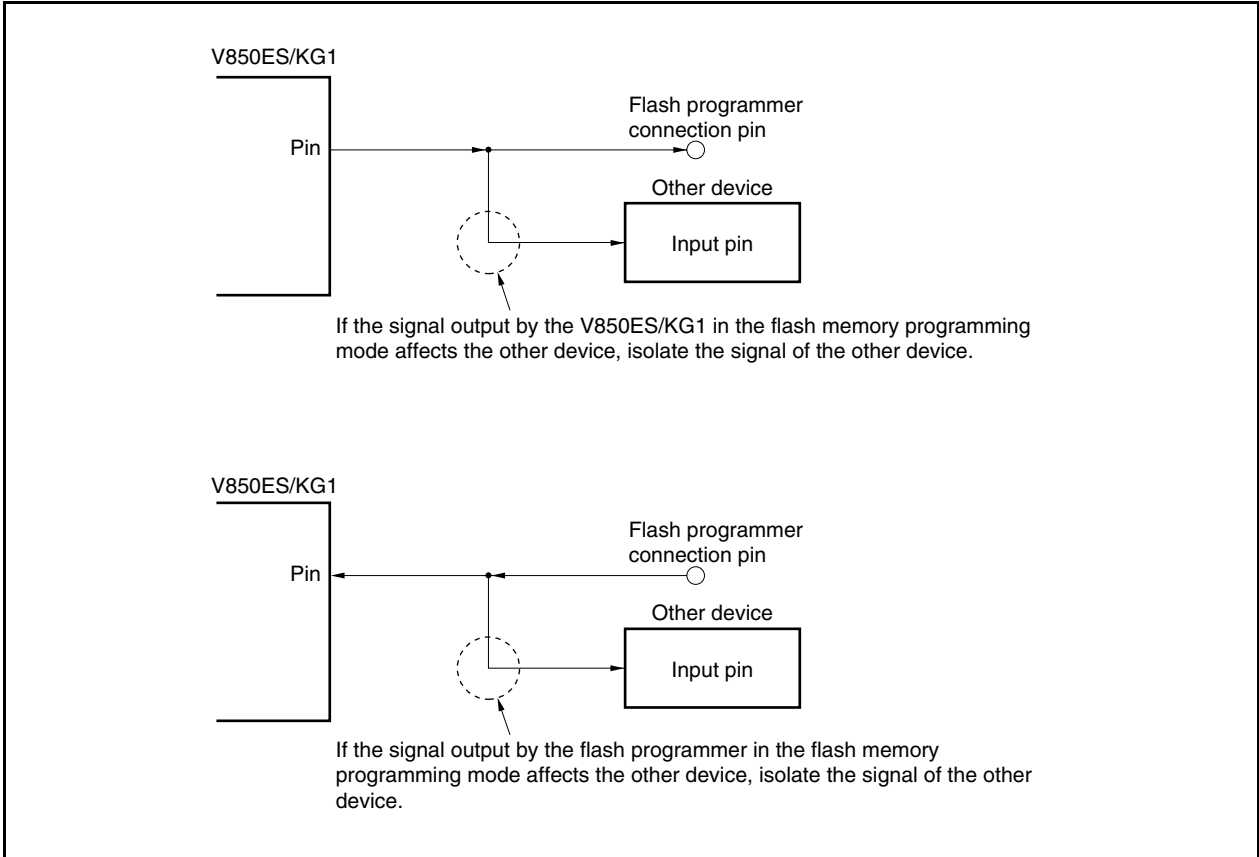 V850ES/KG1
Flash programmer
connection pin
Pin
Other device
Input pin
If the signal output by the V850ES/KG1 in the flash memory programming
mode affects the other device, isolate the signal of the other device.
V850ES/KG1
Flash programmer
connection pin
Pin
Other device
Input pin
If the signal output by the flash programmer in the flash memory
programming mode affects the other device, isolate the signal of the other
device.